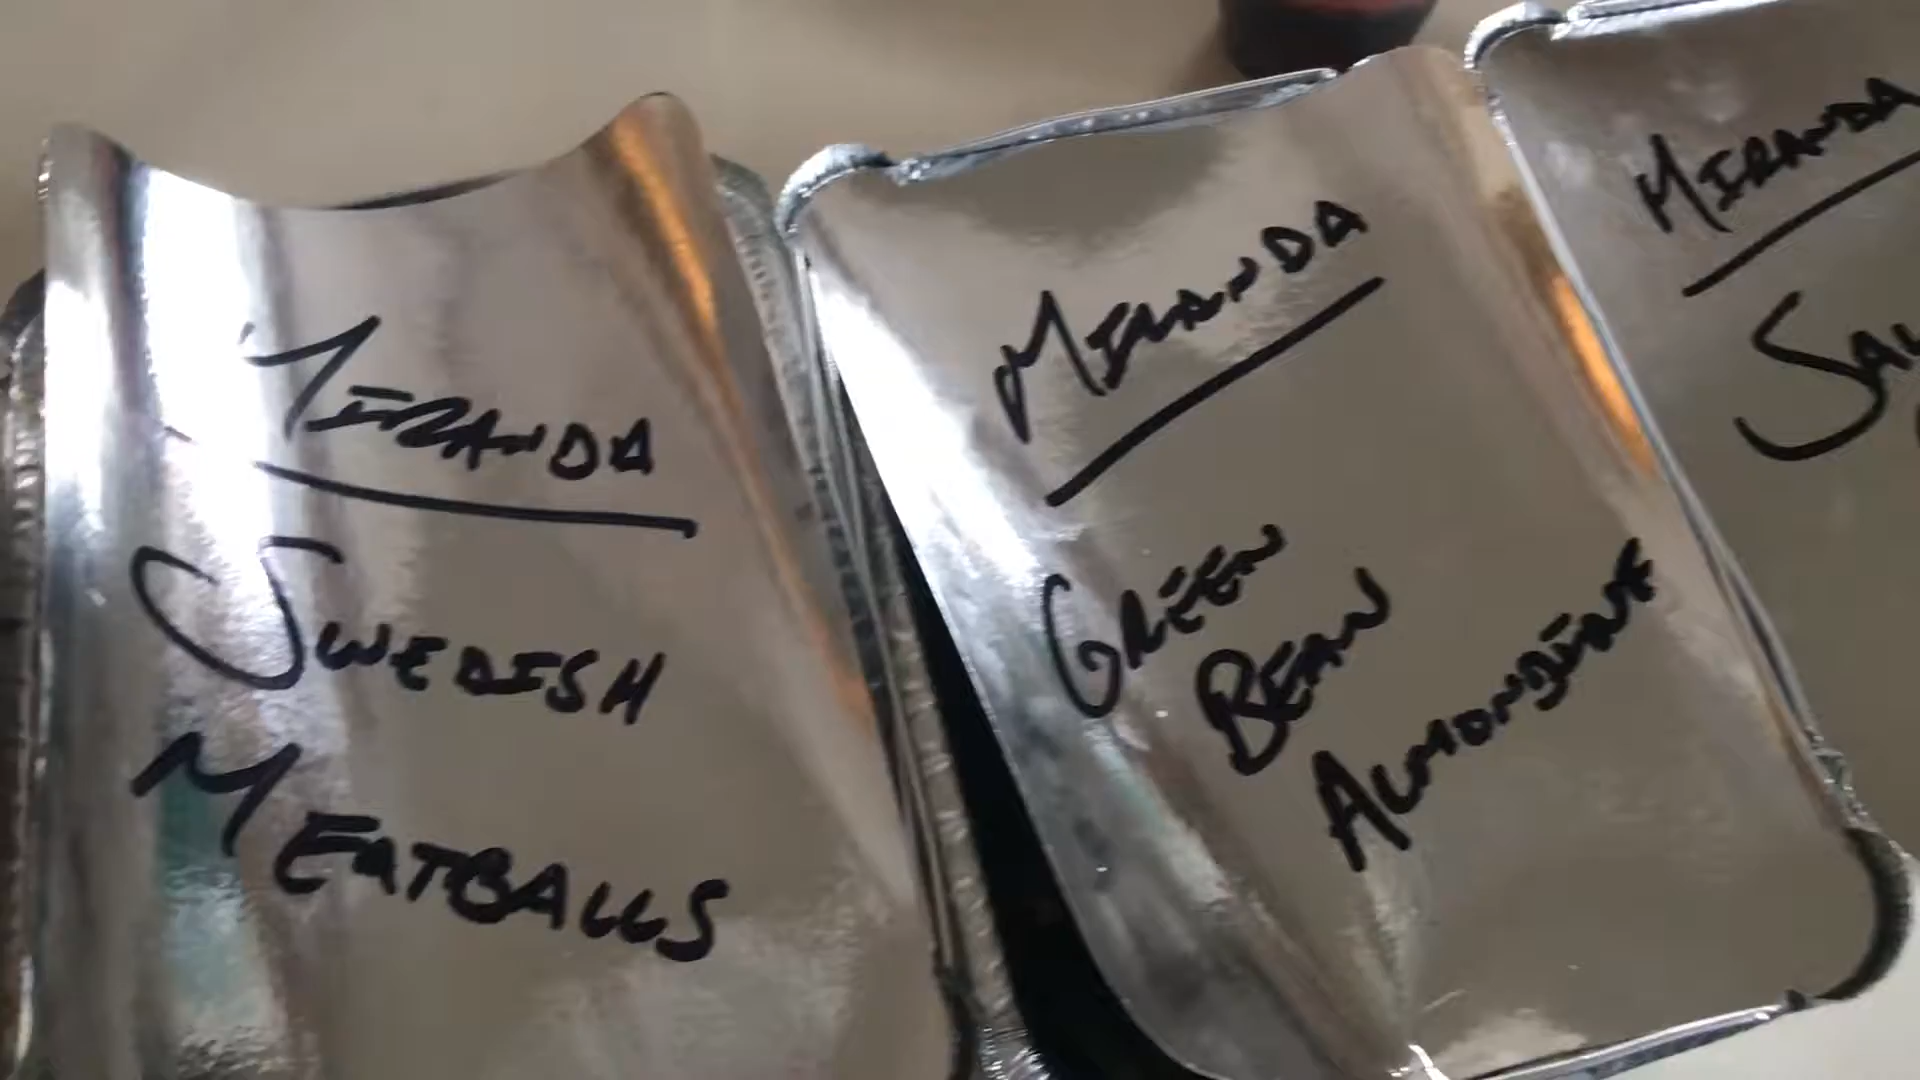 MIRANDA
SWEDISH
MEATBALLS
MIRANDA
GREEN
BEAN
ALMONDINE
MIRANDA